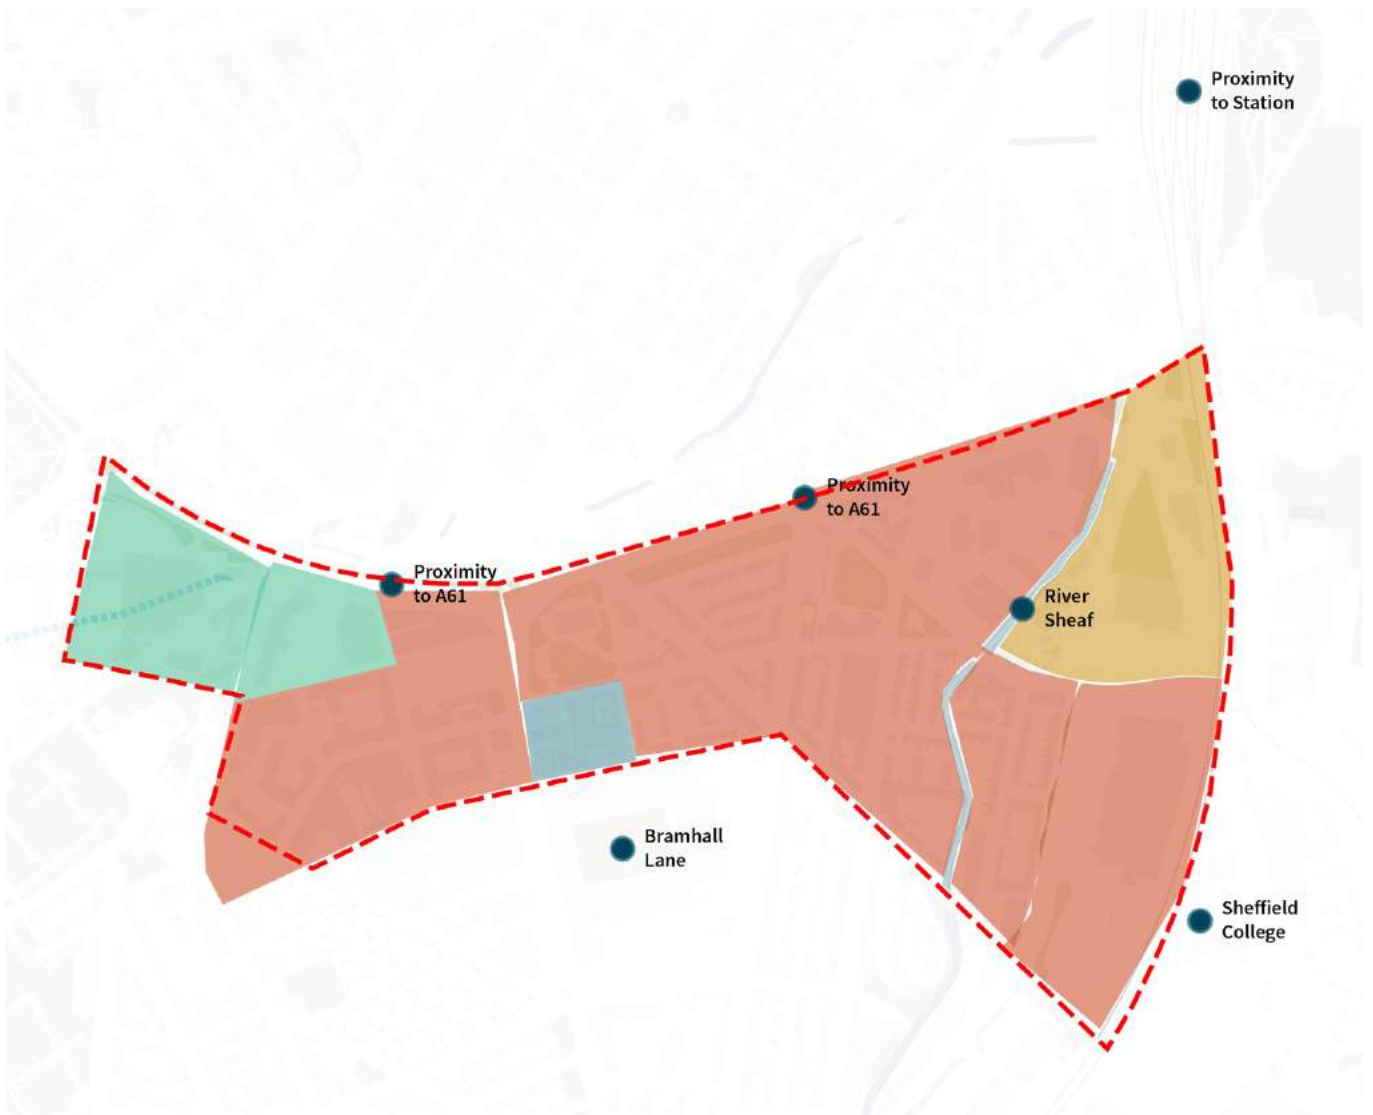 Proximity
to Station
Proximity
to A61
Proximity
to A61
River
Sheaf
Bramhall
Lane
Sheffield
College